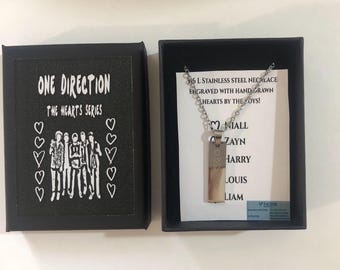 ONE DIRECTION
THE HEARTS SERIES
316 L STAINLESS STEEL NECKLACE
ENGRAVED WITH HAND DRAWN
HEARTS BY THE BOYS!
NIALL
ZAYN
HARRY
LOUIS
LIAM